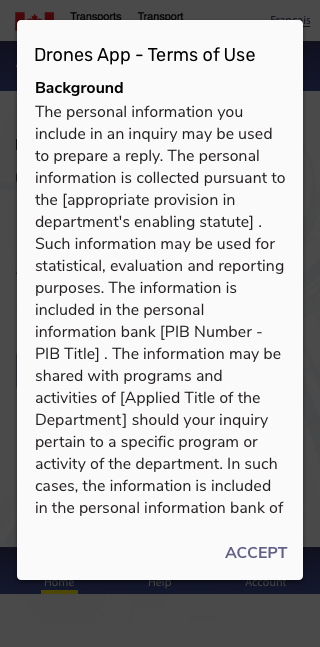 Transports Transport
Français
Drones App - Terms of Use
Background
The personal information you
include in an inquiry may be used
to prepare a reply. The personal
information is collected pursuant to
the [appropriate provision in
department's enabling statute] .
Such information may be used for
statistical, evaluation and reporting
purposes. The information is
included in the personal
information bank [PIB Number -
PIB Title] . The information may be
shared with programs and
activities of [Applied Title of the
Department] should your inquiry
pertain to a specific program or
activity of the department. In such
cases, the information is included
in the personal information bank of
ACCEPT
Home Help Account